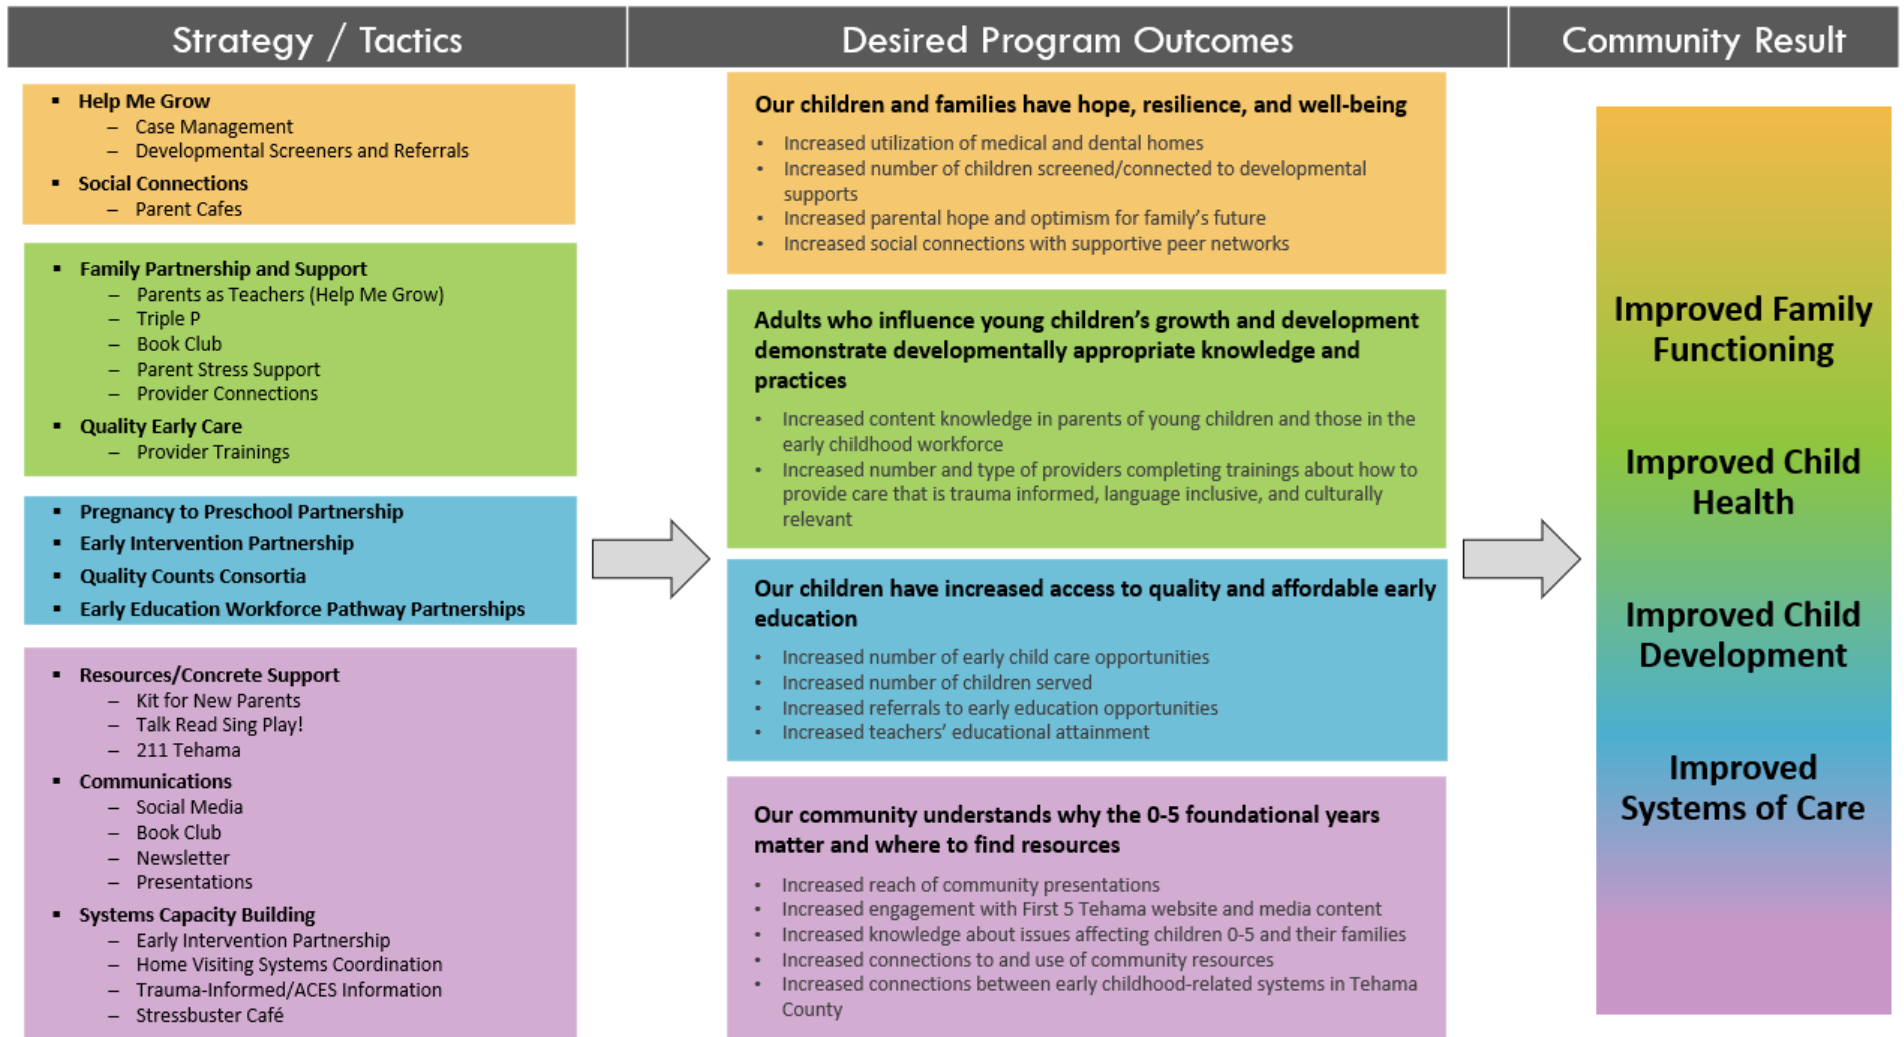 Strategy / Tactics
Desired Program Outcomes
Community Result
▪ Help Me Grow
– Case Management
– Developmental Screeners and Referrals
▪ Social Connections
– Parent Cafes
▪ Family Partnership and Support
– Parents as Teachers (Help Me Grow)
– Triple P
– Book Club
– Parent Stress Support
– Provider Connections
▪ Quality Early Care
– Provider Trainings
▪ Pregnancy to Preschool Partnership
▪ Early Intervention Partnership
▪ Quality Counts Consortia
▪ Early Education Workforce Pathway Partnerships
▪ Resources/Concrete Support
– Kit for New Parents
– Talk Read Sing Play!
– 211 Tehama
▪ Communications
– Social Media
– Book Club
– Newsletter
– Presentations
▪ Systems Capacity Building
– Early Intervention Partnership
– Home Visiting Systems Coordination
– Trauma-Informed/ACES Information
– Stressbuster Café
Our children and families have hope, resilience, and well-being
• Increased utilization of medical and dental homes
• Increased number of children screened/connected to developmental
supports
• Increased parental hope and optimism for family's future
• Increased social connections with supportive peer networks
Adults who influence young children's growth and development
demonstrate developmentally appropriate knowledge and
practices
• Increased content knowledge in parents of young children and those in the
early childhood workforce
• Increased number and type of providers completing trainings about how to
provide care that is trauma informed, language inclusive, and culturally
relevant
Our children have increased access to quality and affordable early
education
• Increased number of early child care opportunities
• Increased number of children served
• Increased referrals to early education opportunities
• Increased teachers' educational attainment
Our community understands why the 0-5 foundational years
matter and where to find resources
• Increased reach of community presentations
• Increased engagement with First 5 Tehama website and media content
• Increased knowledge about issues affecting children 0-5 and their families
• Increased connections to and use of community resources
• Increased connections between early childhood-related systems in Tehama
County
Improved Family
Functioning
Improved Child
Health
Improved Child
Development
Improved
Systems of Care